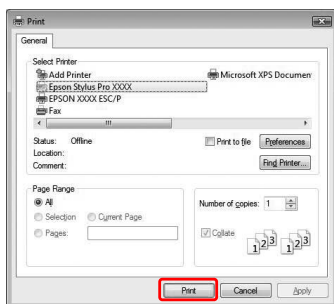 Print
General
Select Printer
Add Printer
Microsoft XPS Documen
Epson Stylus Pro XXXX
EPSON XXXX ESC/P
Fax
Status: Offline
Print to file
Preferences
Location:
Comment:
Find Printer...
Page Range
All
Selection
Current Page
Pages:
Number of copies: 1
Collate
1 2 3 1 2 3
Print
Cancel
Apply